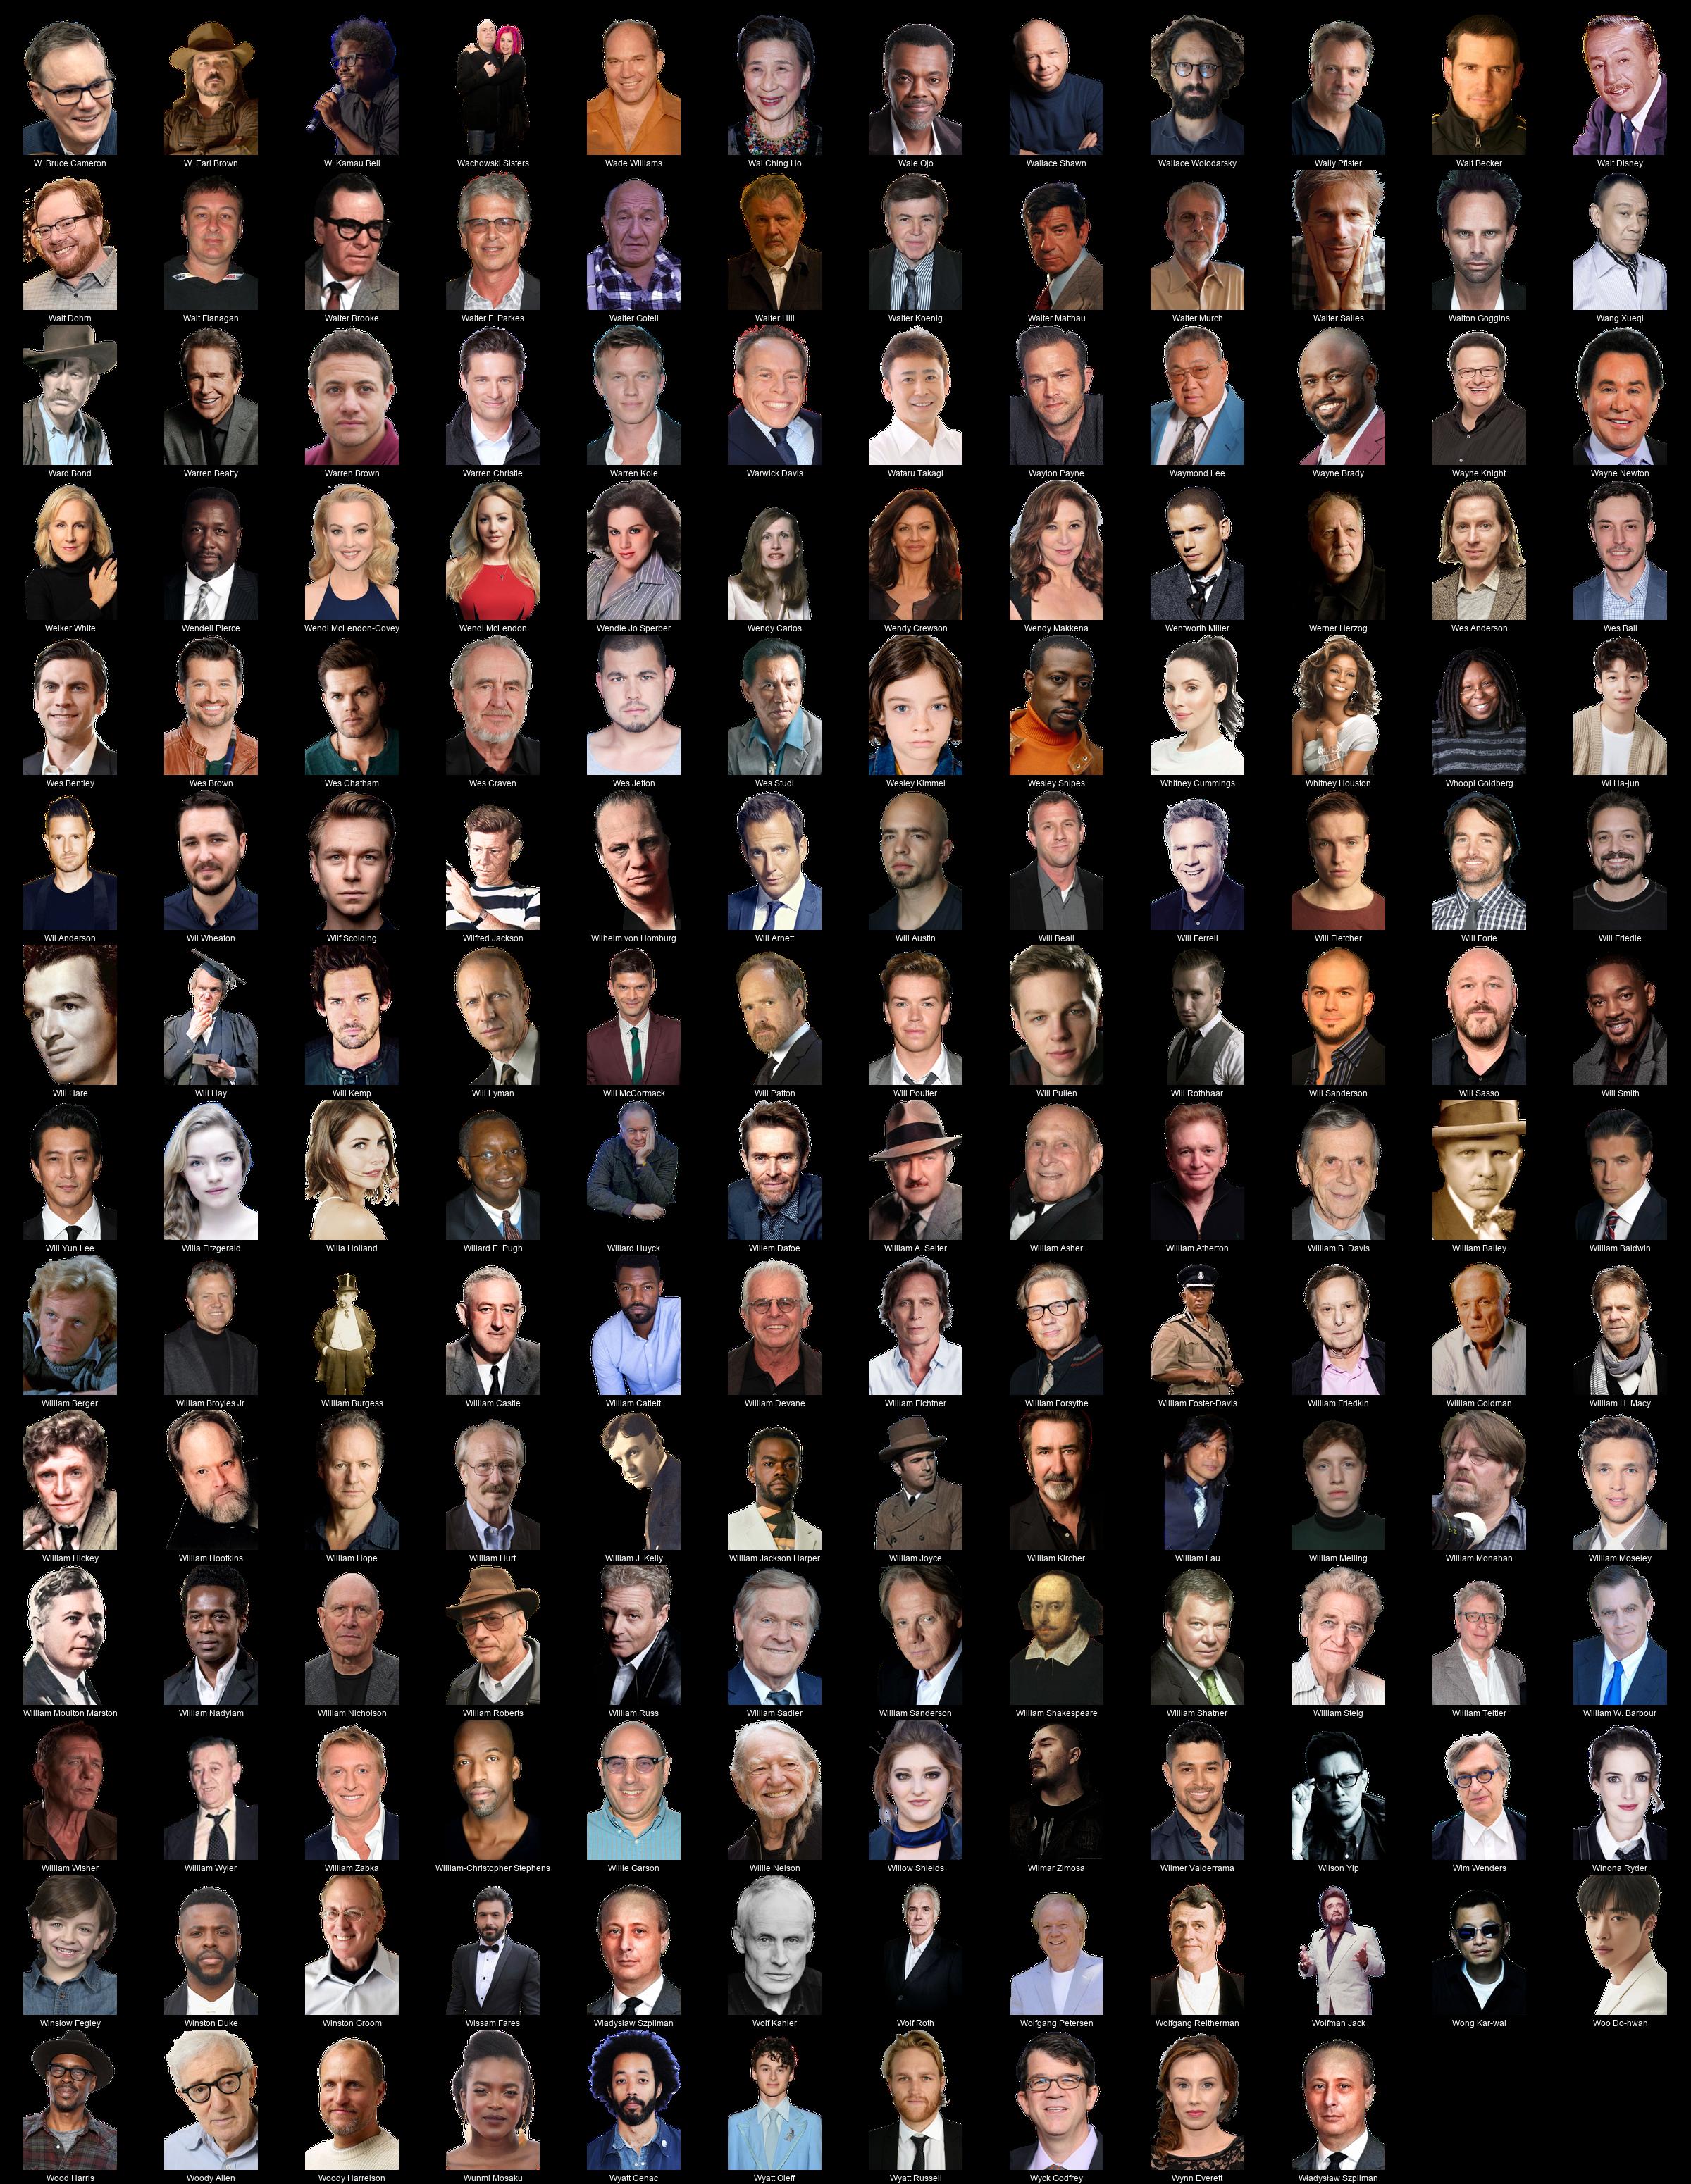 W. Bruce Cameron
W. Earl Brown
W. Kamau Bell
Wachowski Sisters
Wade Williams
Wai Ching Ho
Wale Ojo
Wallace Shawn
Wallace Wolodarsky
Wally Pfister
Walt Becker
Walt Disney
Walt Dohrn
Walt Flanagan
Walter Brooke
Walter F. Parkes
Walter Gotell
Walter Hill
Walter Koenig
Walter Matthau
Walter Murch
Walter Salles
Walton Goggins
Wang Xueqi
Ward Bond
Warren Beatty
Warren Brown
Warren Christie
Warren Kole
Warwick Davis
Wataru Takagi
Waylon Payne
Waymond Lee
Wayne Brady
Wayne Knight
Wayne Newton
Welker White
Wendell Pierce
Wendi McLendon-Covey
Wendi McLendon
Wendie Jo Sperber
Wendy Carlos
Wendy Crewson
Wendy Makkena
Wentworth Miller
Werner Herzog
Wes Anderson
Wes Ball
Wes Bentley
Wes Brown
Wes Chatham
Wes Craven
Wes Jetton
Wes Studi
Wesley Kimmel
Wesley Snipes
Whitney Cummings
Whitney Houston
Whoopi Goldberg
Wi Ha-jun
Wil Anderson
Wil Wheaton
Wilf Scolding
Wilfred Jackson
Wilhelm von Homburg
Will Arnett
Will Austin
Will Beall
Will Ferrell
Will Fletcher
Will Forte
Will Friedle
Will Hare
Will Hay
Will Kemp
Will Lyman
Will McCormack
Will Patton
Will Poulter
Will Pullen
Will Rothhaar
Will Sanderson
Will Sasso
Will Smith
Will Yun Lee
Willa Fitzgerald
Willa Holland
Willard E. Pugh
Willard Huyck
Willem Dafoe
William A. Seiter
William Asher
William Atherton
William B. Davis
William Bailey
William Baldwin
William Berger
William Broyles Jr.
William Burgess
William Castle
William Catlett
William Devane
William Fichtner
William Forsythe
William Foster-Davis
William Friedkin
William Goldman
William H. Macy
William Hickey
William Hootkins
William Hope
William Hurt
William J. Kelly
William Jackson Harper
William Joyce
William Kircher
William Lau
William Melling
William Monahan
William Moseley
William Moulton Marston
William Nadylam
William Nicholson
William Roberts
William Russ
William Sadler
William Sanderson
William Shakespeare
William Shatner
William Steig
William Teitler
William W. Barbour
William Wisher
William Wyler
William Zabka
William-Christopher Stephens
Willie Garson
Willie Nelson
Willow Shields
Wilmar Zimosa
Wilmer Valderrama
Wilson Yip
Wim Wenders
Winona Ryder
Winslow Fegley
Winston Duke
Winston Groom
Wissam Fares
Wladyslaw Szpilman
Wolf Kahler
Wolf Roth
Wolfgang Petersen
Wolfgang Reitherman
Wolfman Jack
Wong Kar-wai
Woo Do-hwan
Wood Harris
Woody Allen
Woody Harrelson
Wunmi Mosaku
Wyatt Cenac
Wyatt Oleff
Wyatt Russell
Wyck Godfrey
Wynn Everett
Władysław Szpilman